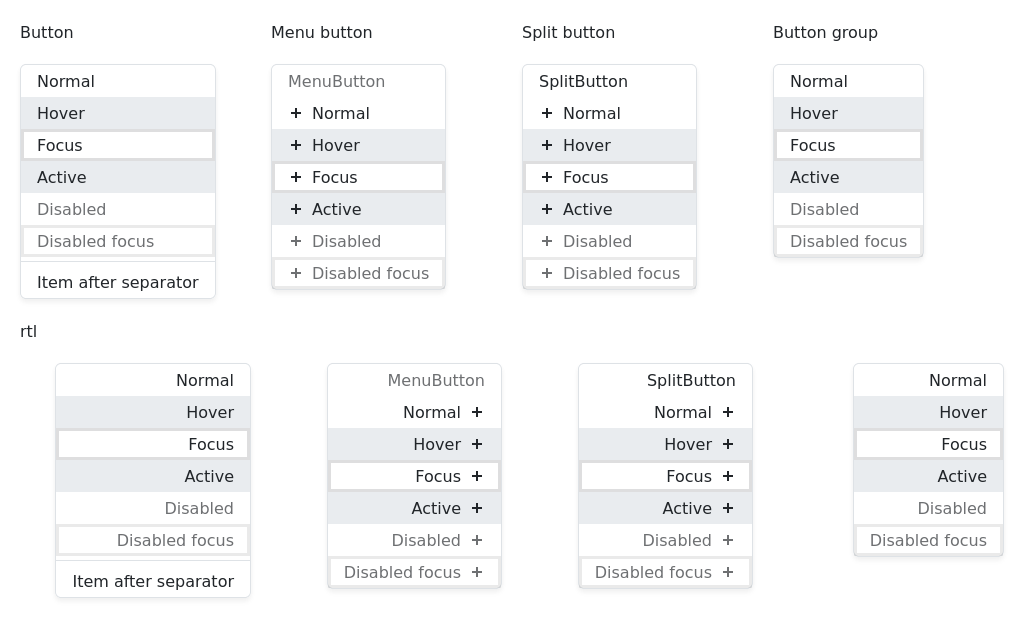 Button
Normal
Hover
Focus
Active
Disabled
Disabled focus
Item after separator
Menu button
MenuButton
Normal
Hover
Focus
Active
Disabled
Disabled focus
Split button
SplitButton
Normal
Hover
Focus
Active
Disabled
Disabled focus
Button group
Normal
Hover
Focus
Active
Disabled
Disabled focus
rtl
Normal
Hover
Focus
Active
Disabled
Disabled focus
Item after separator
MenuButton
Normal
Hover
Focus
Active
Disabled
Disabled focus
SplitButton
Normal
Hover
Focus
Active
Disabled
Disabled focus
Normal
Hover
Focus
Active
Disabled
Disabled focus